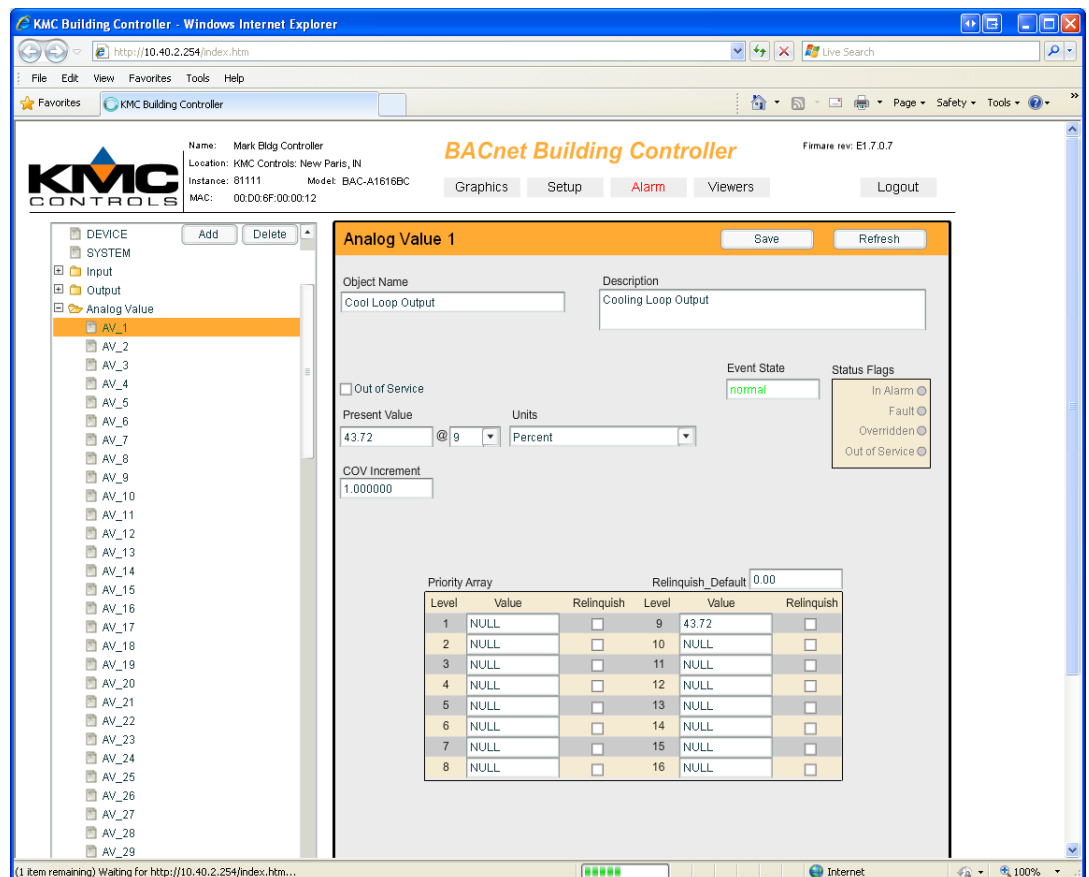 KMC Building Controller - Windows Internet Explorer
http://10.40.2.254/index.htm
Live Search
File Edit View Favorites Tools Help
Favorites KMC Building Controller Page Safety Tools »
KMC CONTROLS
Name: Mark Bldg Controller
Location: KMC Controls: New Paris, IN
Instance: 81111 Model: BAC-A1616BC
MAC: 00:D0:6F:00:00:12
BACnet Building Controller
Firmare rev: E1.7.0.7
Graphics Setup Alarm Viewers Logout
DEVICE Add Delete
SYSTEM
Input
Output
Analog Value
AV_1
AV_2
AV_3
AV_4
AV_5
AV_6
AV_7
AV_8
AV_9
AV_10
AV_11
AV_12
AV_13
AV_14
AV_15
AV_16
AV_17
AV_18
AV_19
AV_20
AV_21
AV_22
AV_23
AV_24
AV_25
AV_26
AV_27
AV_28
AV_29
Analog Value 1 Save Refresh
Object Name Description
Cool Loop Output Cooling Loop Output
Event State Status Flags
Out of Service normal In Alarm
Fault
Overridden
Out of Service
Present Value Units
43.72 @ 9 Percent
COV Increment
1.000000
Priority Array Relinquish_Default 0.00
Level Value Relinquish Level Value Relinquish
1 NULL 9 43.72
2 NULL 10 NULL
3 NULL 11 NULL
4 NULL 12 NULL
5 NULL 13 NULL
6 NULL 14 NULL
7 NULL 15 NULL
8 NULL 16 NULL
(1 item remaining) Waiting for http://10.40.2.254/index.htm... Internet 100%